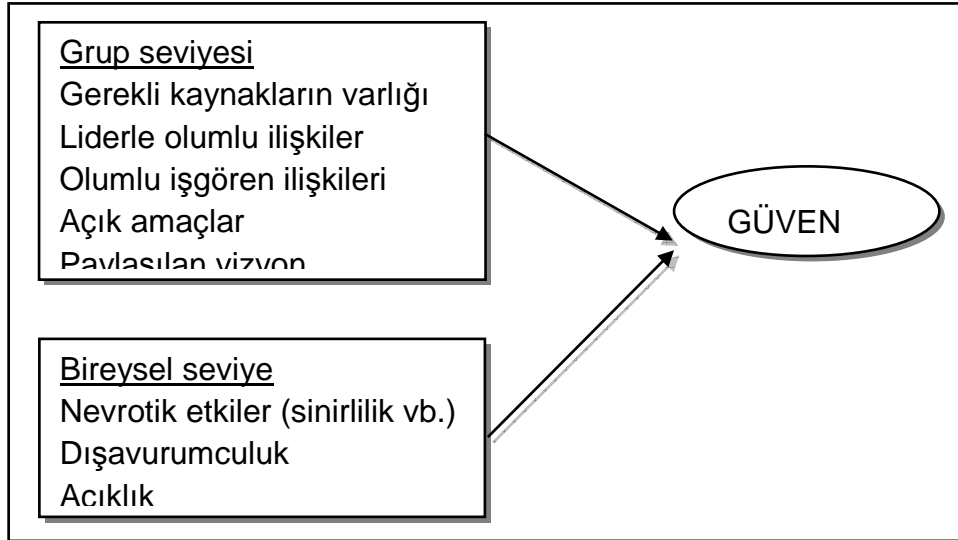 Grup seviyesi
Gerekli kaynakların varlığı
Liderle olumlu ilişkiler
Olumlu işgören ilişkileri
Açık amaçlar
Paylaşılan vizyon
GÜVEN
Bireysel seviye
Nevrotik etkiler (sinirlilik vb.)
Dışavurumculuk
Açıklık